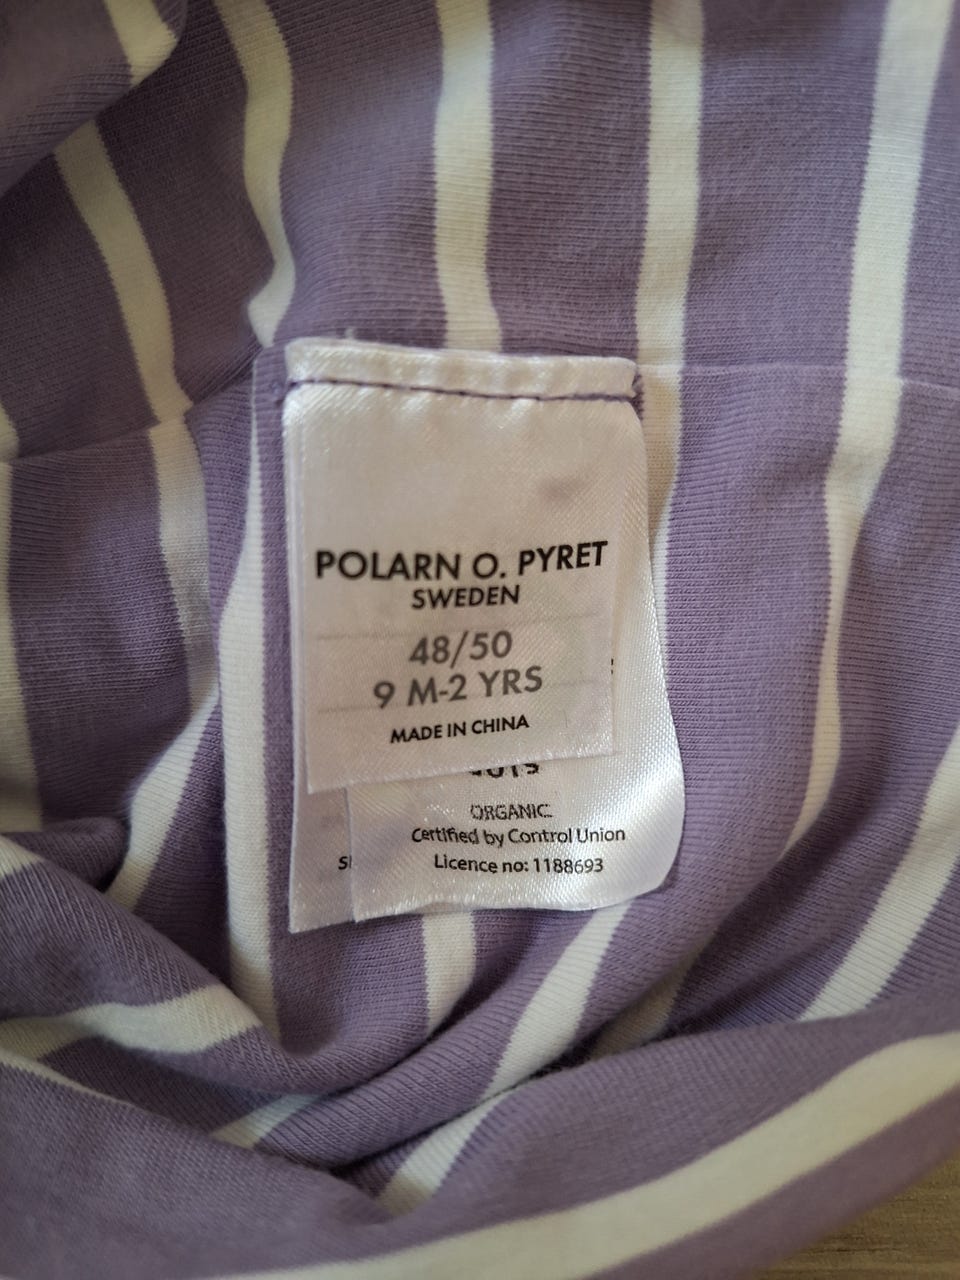 POLARN O. PYRET
SWEDEN
48/50
9 M-2 YRS
MADE IN CHINA
ORGANIC
Certified by Control Union
Licence no: 1188693